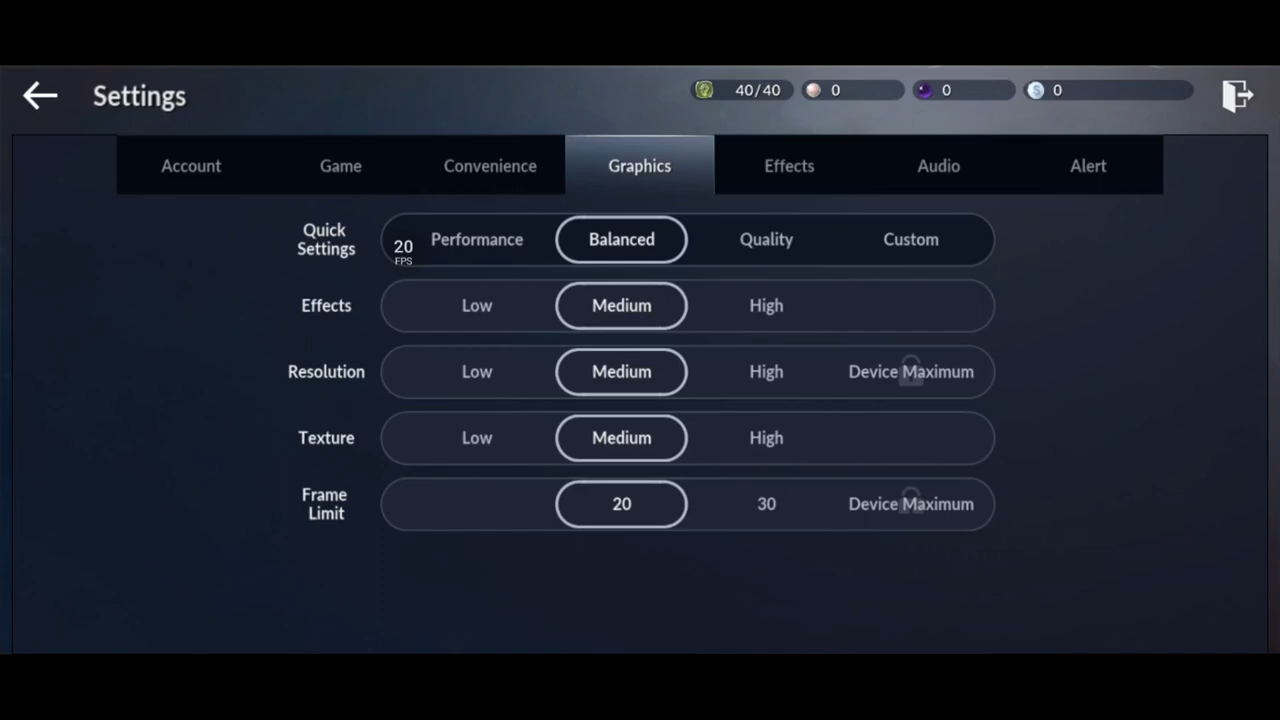 Settings
40/40
0
0
0
Account Game Convenience Graphics Effects Audio Alert
Quick
Settings
20
FPS
Performance Balanced Quality Custom
Effects Low Medium High
Resolution Low Medium High Device Maximum
Texture Low Medium High
Frame
Limit
20 30 Device Maximum